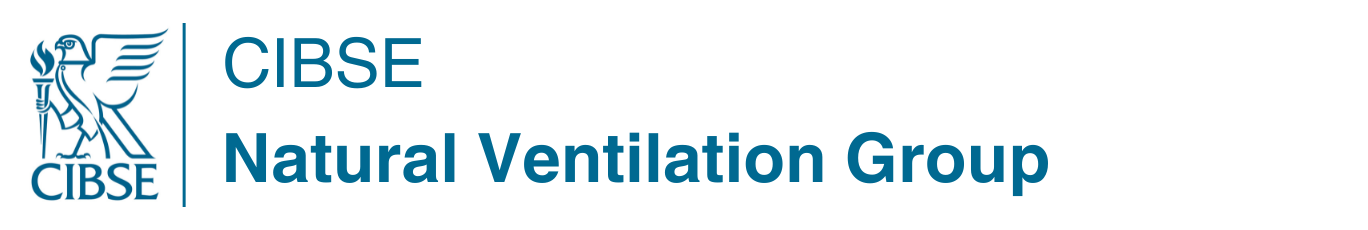 CIBSE
CIBSE
Natural Ventilation Group